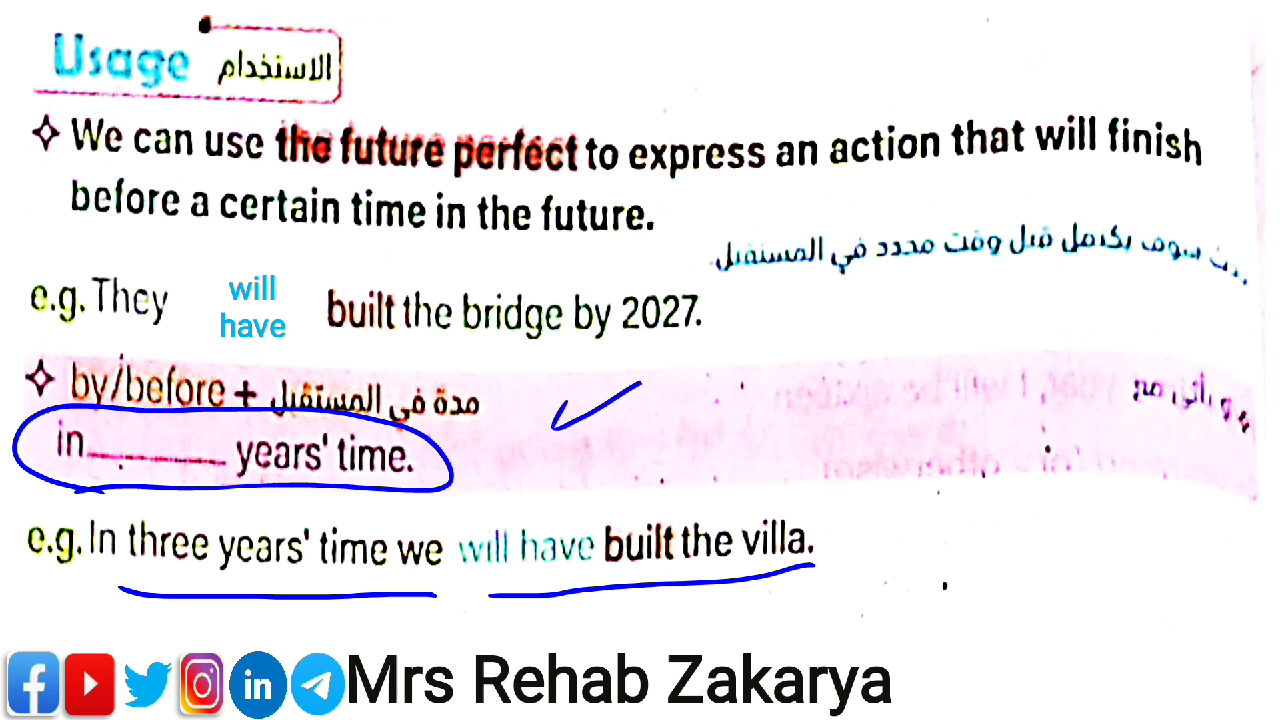 Usage الاستخدام
✧ We can use the future perfect to express an action that will finish
before a certain time in the future.
سوف يكتمل قبل وقت محدد في المستقبل
e.g. They will have built the bridge by 2027.
✧ by/before + مدة في المستقبل
in_______ years' time.
e.g. In three years' time we will have built the villa.
Mrs Rehab Zakarya